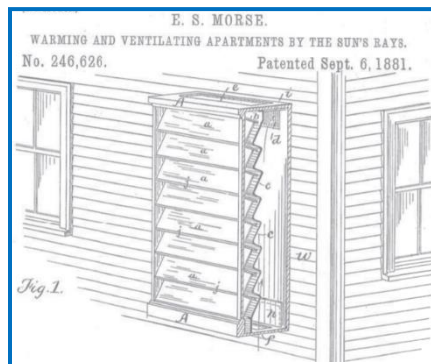 E. S. MORSE.
WARMING AND VENTILATING APARTMENTS BY THE SUN'S RAYS.
No. 246,626. Patented Sept. 6, 1881.
t i
A
b
a d
a
a c
j
a c
a
j w
a
j
Fig. 1. h
A
f